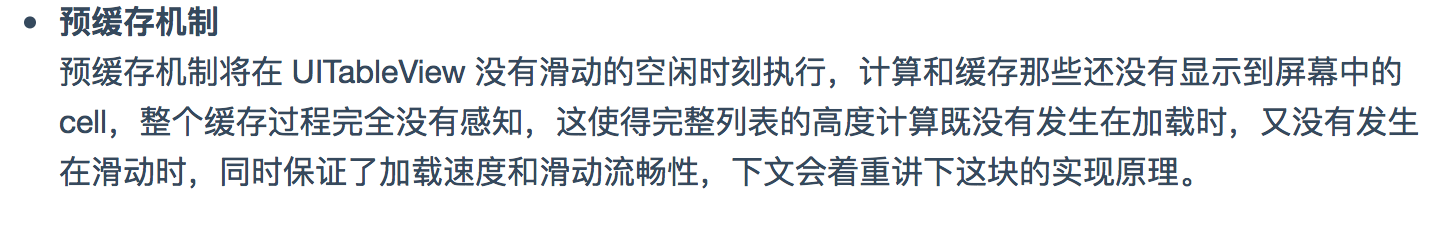 预缓存机制
预缓存机制将在 UITableView 没有滑动的空闲时刻执行，计算和缓存那些还没有显示到屏幕中的
cell，整个缓存过程完全没有感知，这使得完整列表的高度计算既没有发生在加载时，又没有发生
在滑动时，同时保证了加载速度和滑动流畅性，下文会着重讲下这块的实现原理。